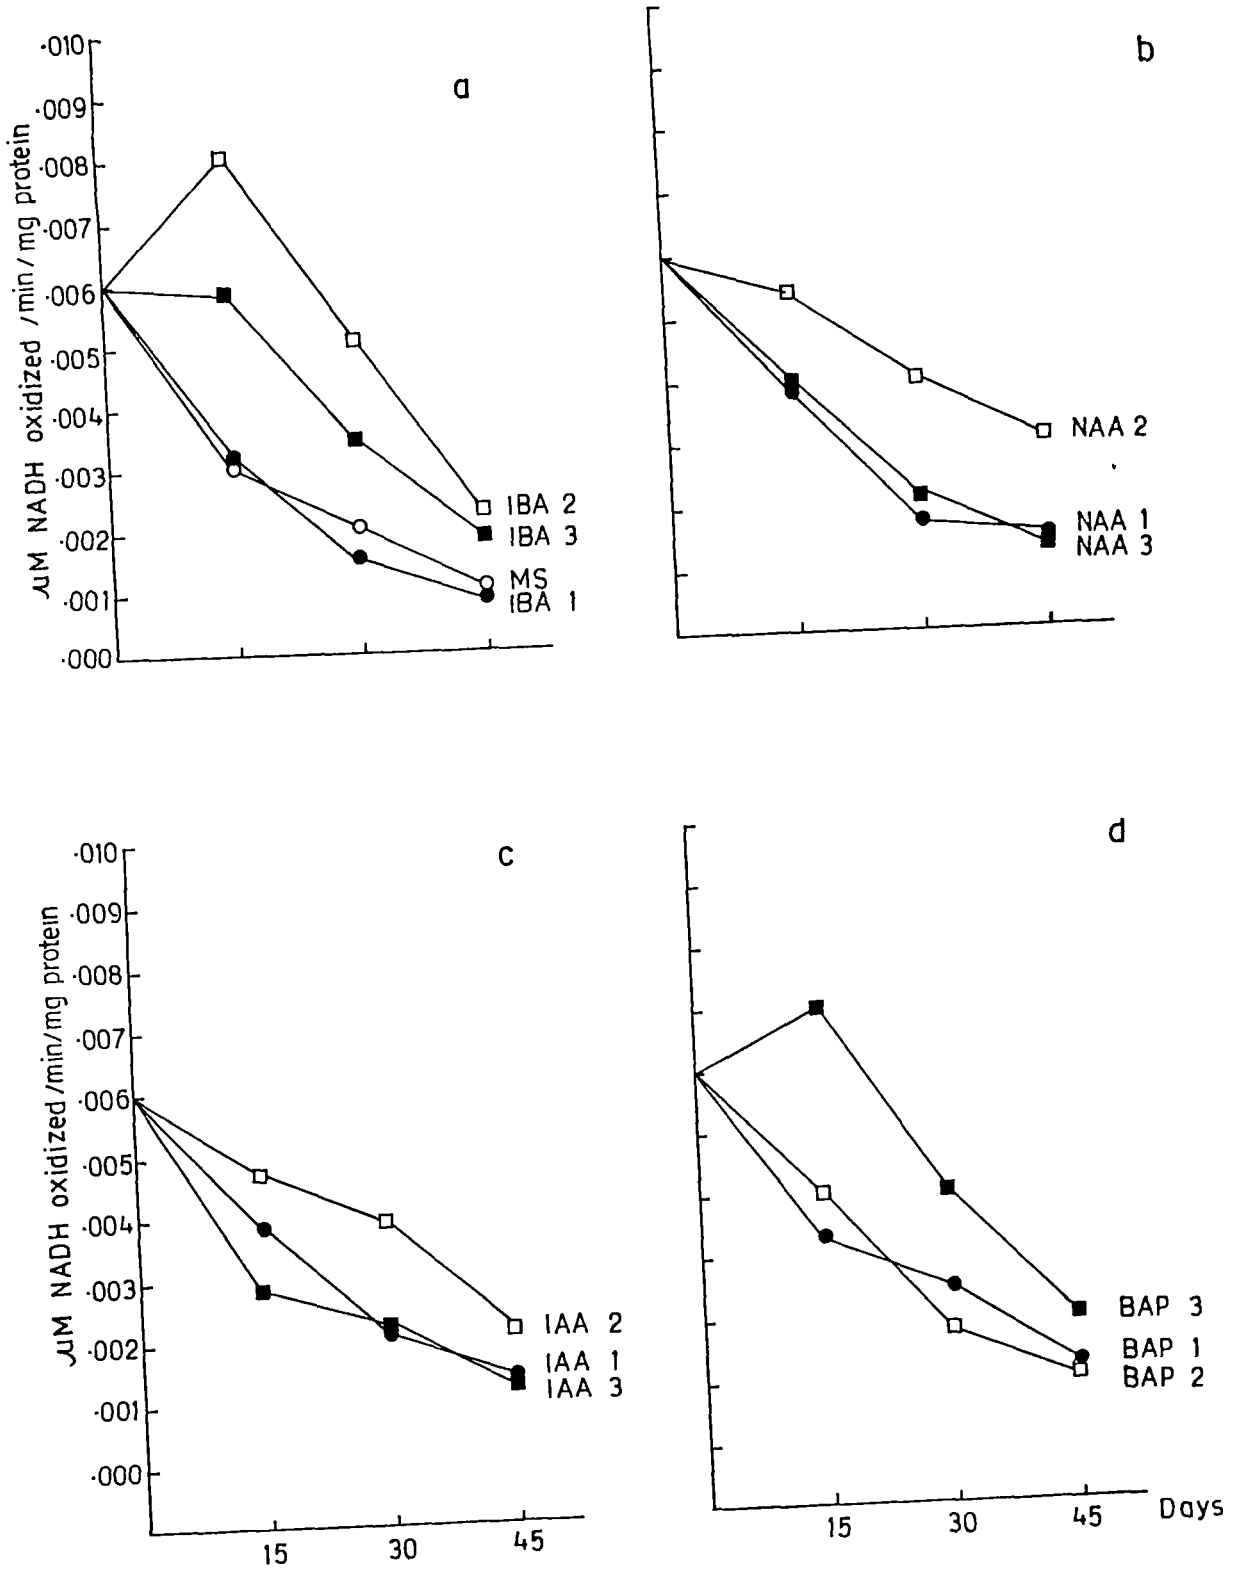 a
µM NADH oxidized /min/mg protein
.010
.009
.008
.007
.006
.005
.004
.003
.002
.001
.000
IBA 2
IBA 3
MS
IBA 1
b
NAA 2
NAA 1
NAA 3
c
µM NADH oxidized/min/mg protein
.010
.009
.008
.007
.006
.005
.004
.003
.002
.001
.000
IAA 2
IAA 1
IAA 3
15 30 45
d
BAP 3
BAP 1
BAP 2
15 30 45 Days